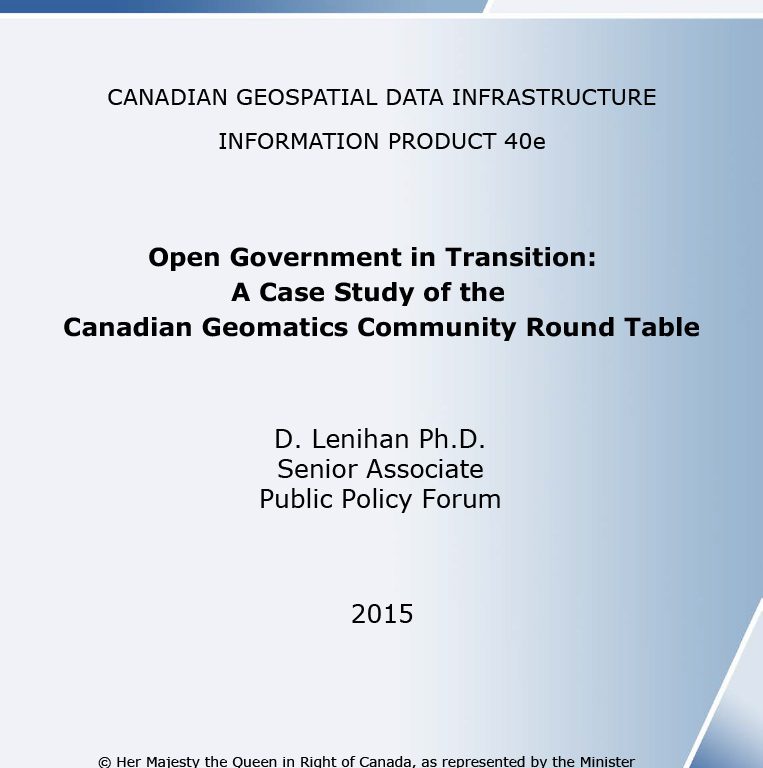 CANADIAN GEOSPATIAL DATA INFRASTRUCTURE
INFORMATION PRODUCT 40e
Open Government in Transition:
A Case Study of the
Canadian Geomatics Community Round Table
D. Lenihan Ph.D.
Senior Associate
Public Policy Forum
2015
© Her Majesty the Queen in Right of Canada, as represented by the Minister